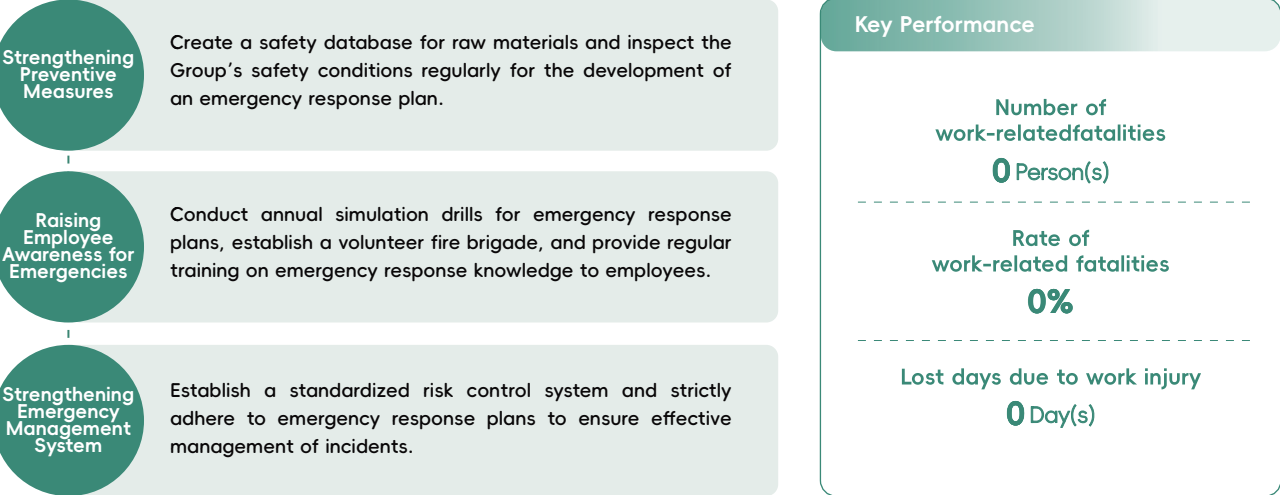 Strengthening
Preventive
Measures
Create a safety database for raw materials and inspect the
Group's safety conditions regularly for the development of
an emergency response plan.
Raising
Employee
Awareness for
Emergencies
Conduct annual simulation drills for emergency response
plans, establish a volunteer fire brigade, and provide regular
training on emergency response knowledge to employees.
Strengthening
Emergency
Management
System
Establish a standardized risk control system and strictly
adhere to emergency response plans to ensure effective
management of incidents.
Key Performance
Number of
work-relatedfatalities
0 Person(s)
Rate of
work-related fatalities
0%
Lost days due to work injury
0 Day(s)